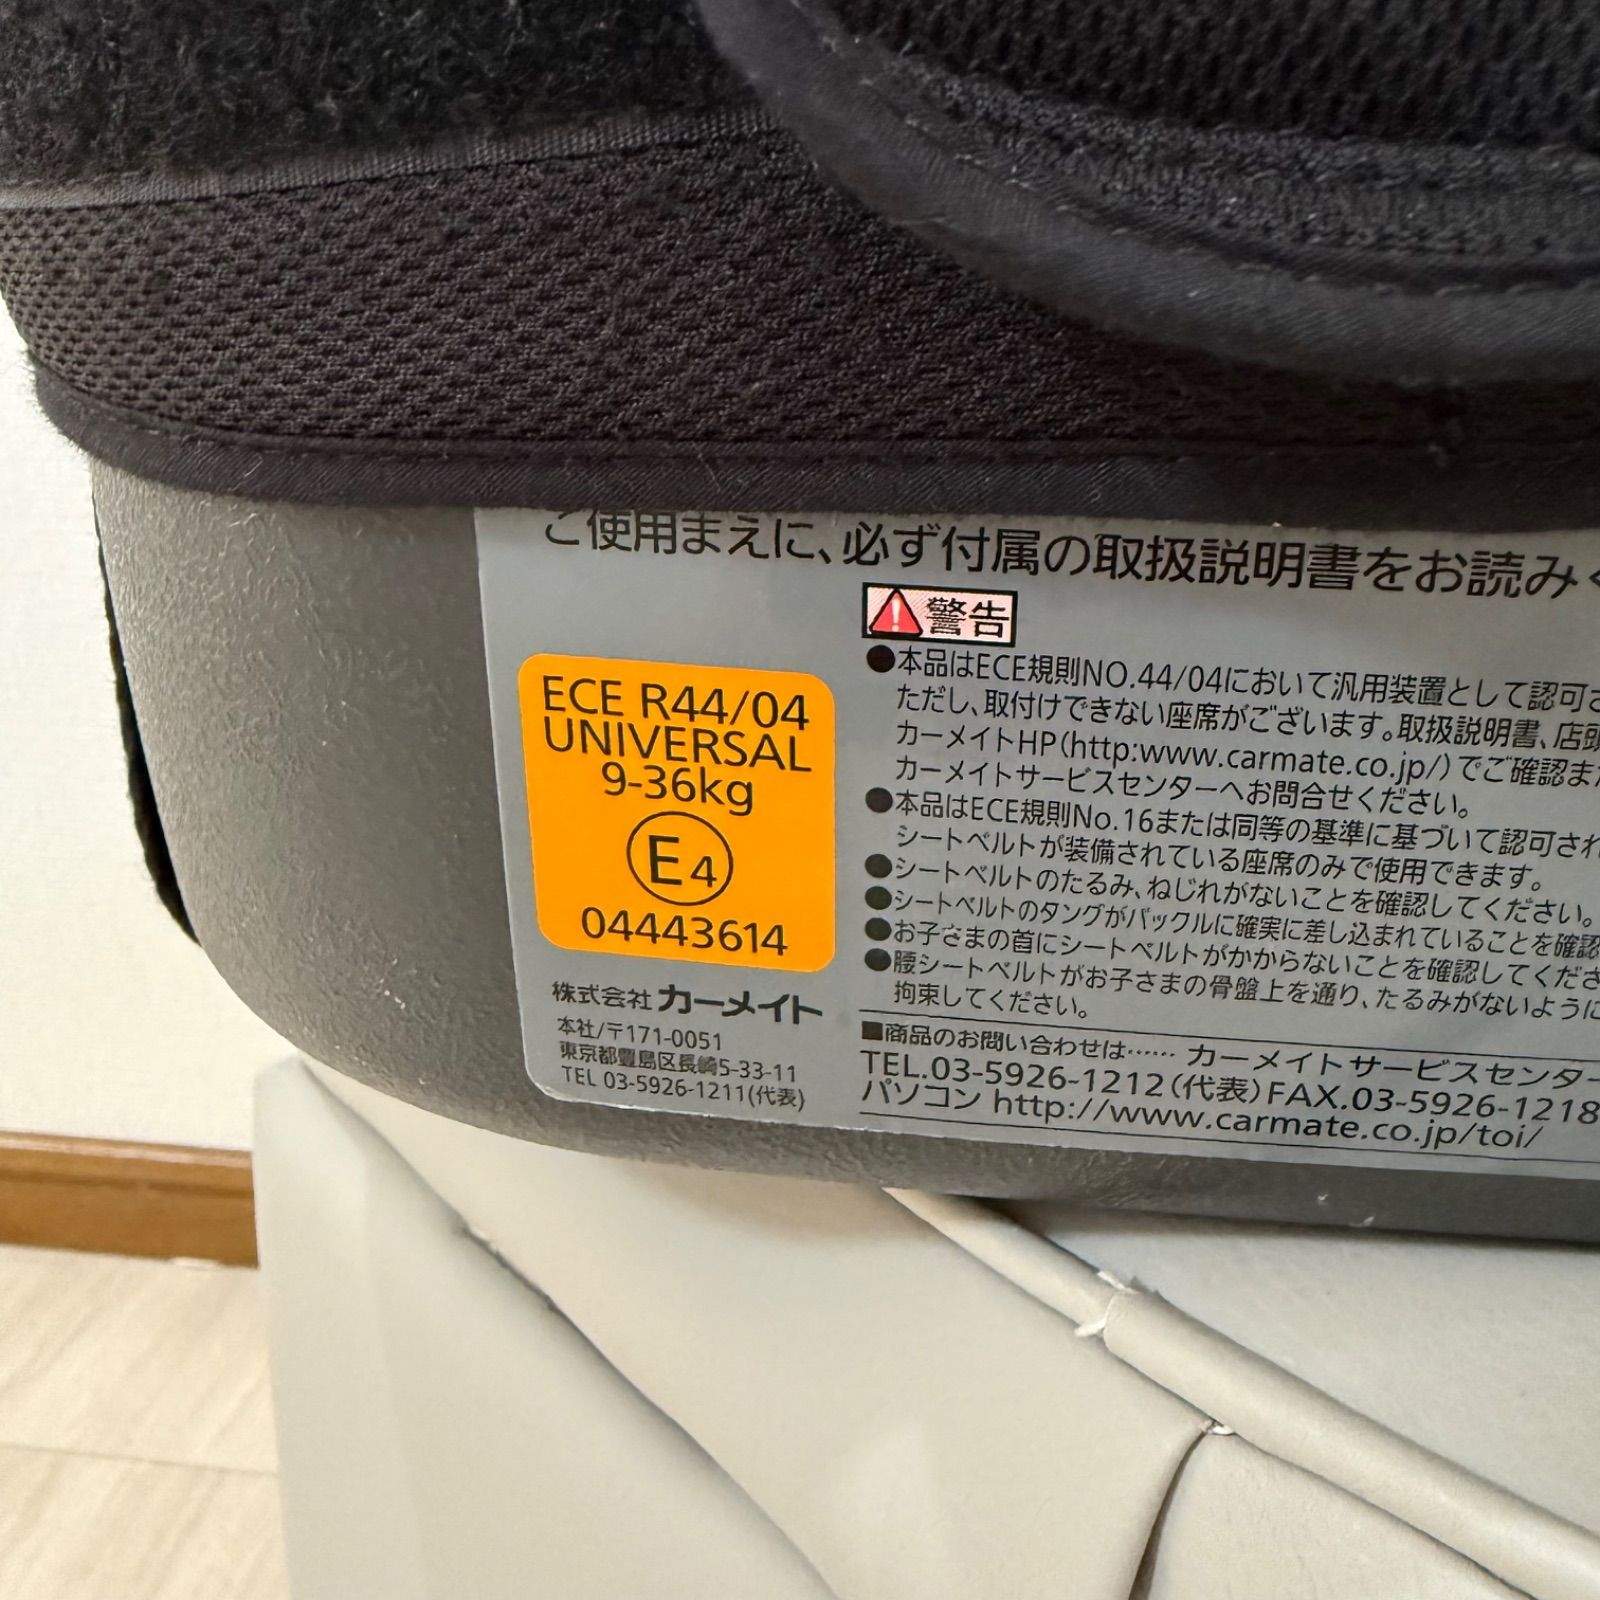 ご使用まえに、必ず付属の取扱説明書をお読み
警告
●本品はECE規則NO.44/04において汎用装置として認可
ただし、取付けできない座席がございます。取扱説明書、店頭
カーメイトHP(http:www.carmate.co.jp/)でご確認また
カーメイトサービスセンターへお問合せください。
●本品はECE規則No.16または同等の基準に基づいて認可され
シートベルトが装備されている座席のみで使用できます。
●シートベルトのたるみ、ねじれがないことを確認してください。
●シートベルトのタングがバックルに確実に差し込まれていることを確認
●お子さまの首にシートベルトがかからないことを確認してくださ
●腰シートベルトがお子さまの骨盤上を通り、たるみがないように
拘束してください。
ECE R44/04
UNIVERSAL
9-36kg
E4
04443614
株式会社 カーメイト
本社/〒171-0051
東京都豊島区長崎5-33-11
TEL 03-5926-1211(代表)
■商品のお問い合わせは…… カーメイトサービスセンター
TEL.03-5926-1212(代表)FAX.03-5926-1218
パソコン http://www.carmate.co.jp/toi/